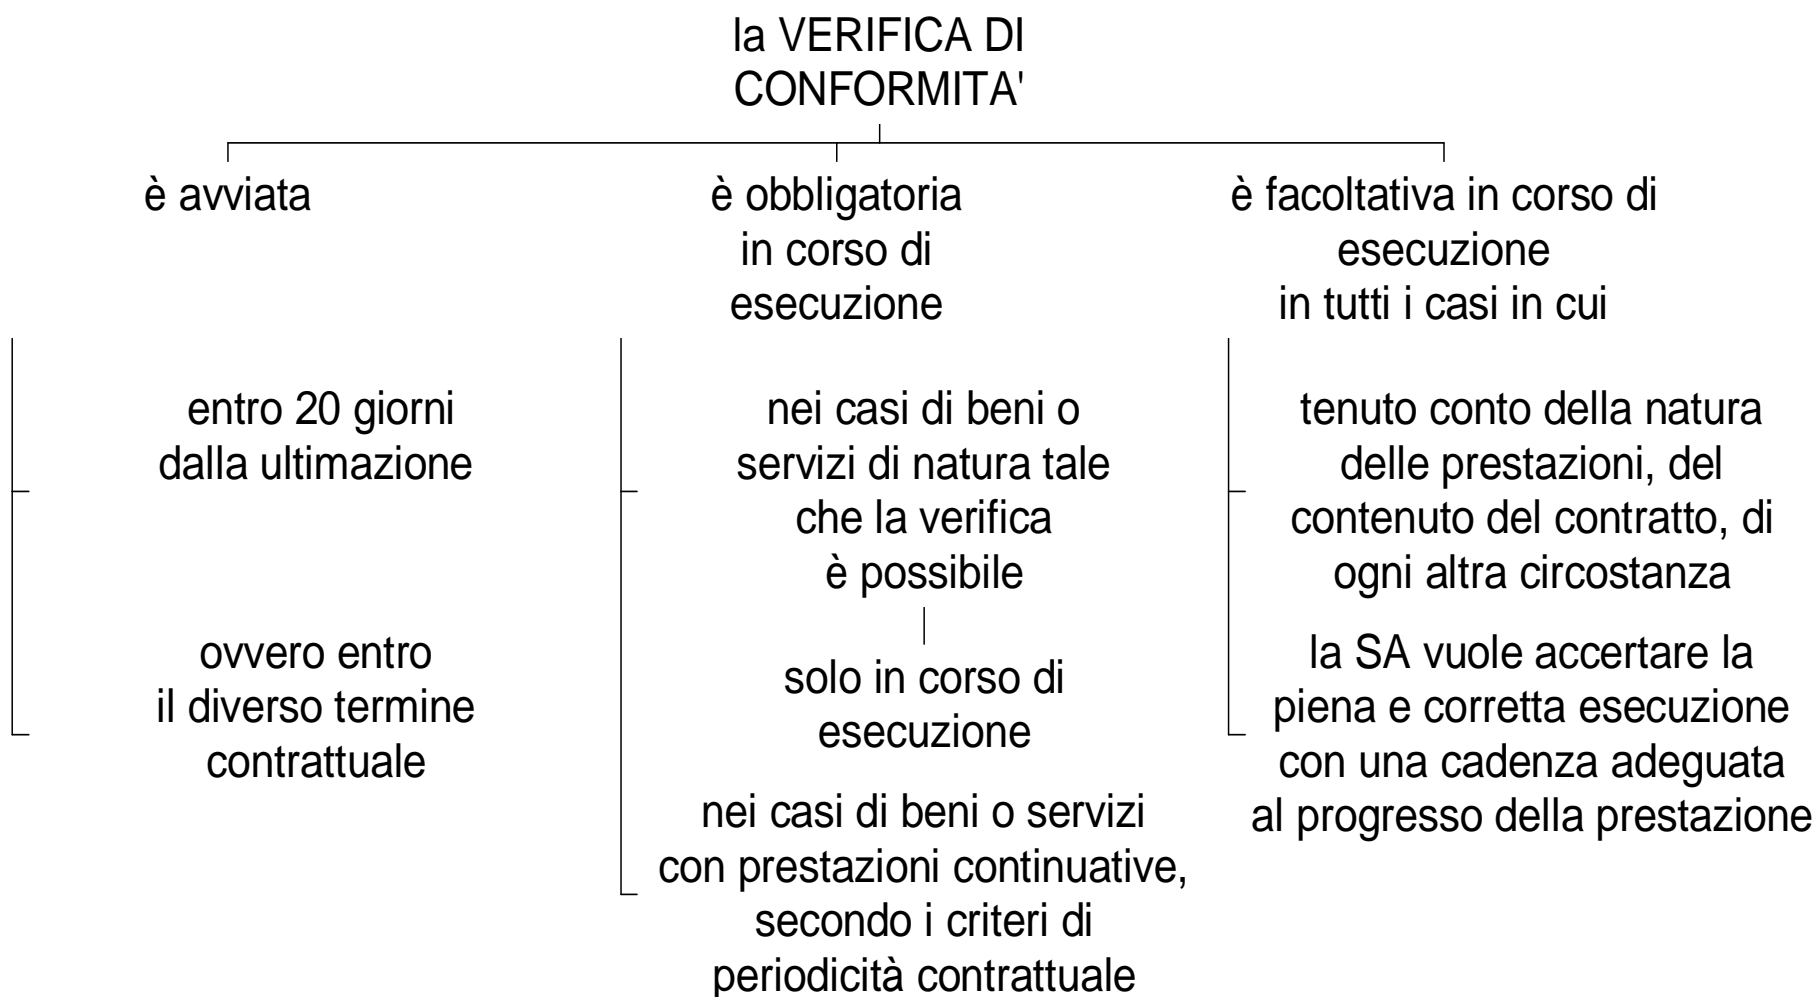 la VERIFICA DI
CONFORMITA'
è avviata
entro 20 giorni
dalla ultimazione
ovvero entro
il diverso termine
contrattuale
è obbligatoria
in corso di
esecuzione
nei casi di beni o
servizi di natura tale
che la verifica
è possibile
solo in corso di
esecuzione
nei casi di beni o servizi
con prestazioni continuative,
secondo i criteri di
periodicità contrattuale
è facoltativa in corso di
esecuzione
in tutti i casi in cui
tenuto conto della natura
delle prestazioni, del
contenuto del contratto, di
ogni altra circostanza
la SA vuole accertare la
piena e corretta esecuzione
con una cadenza adeguata
al progresso della prestazione